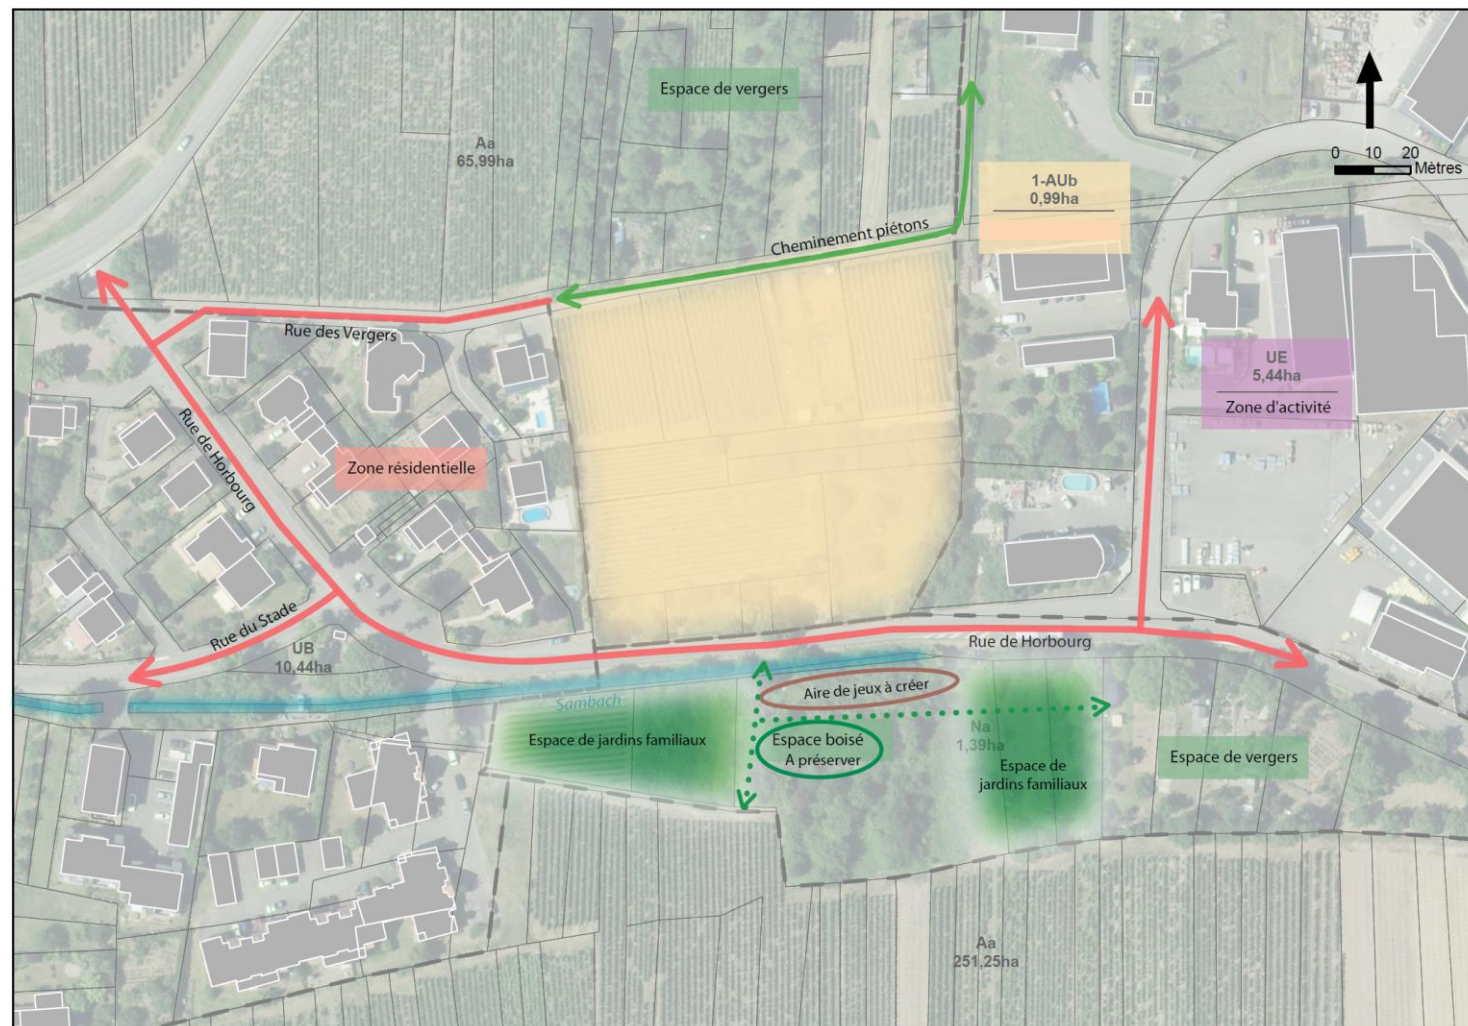 Espace de vergers
Aa
65,99ha
0 10 20
Mètres
1-AUb
0,99ha
Cheminement piétons
Rue des Vergers
UE
5,44ha
Zone d'activité
Rue de Horbourg
Zone résidentielle
Rue du Stade
UB
10,44ha
Rue de Horbourg
Aire de jeux à créer
Sambach
Na
1,39ha
Espace de jardins familiaux
Espace boisé
A préserver
Espace de vergers
Espace de
jardins familiaux
Aa
251,25ha